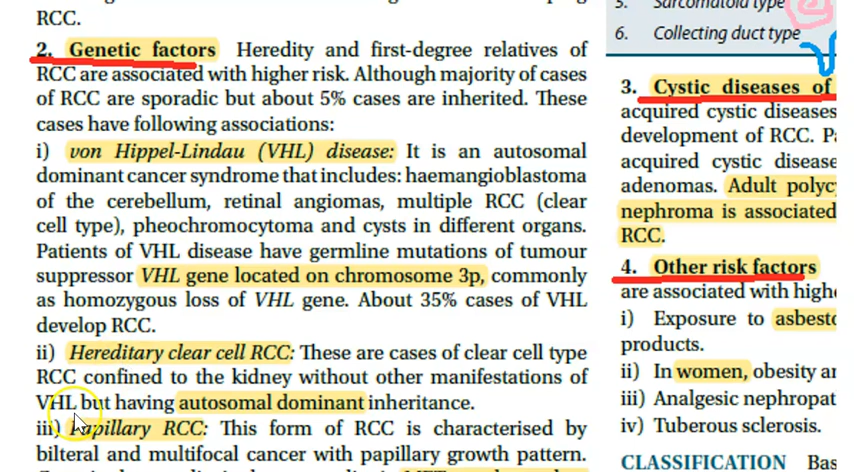 RCC.
2. Genetic factors Heredity and first-degree relatives of
RCC are associated with higher risk. Although majority of cases
of RCC are sporadic but about 5% cases are inherited. These
cases have following associations:
i) von Hippel-Lindau (VHL) disease: It is an autosomal
dominant cancer syndrome that includes: haemangioblastoma
of the cerebellum, retinal angiomas, multiple RCC (clear
cell type), pheochromocytoma and cysts in different organs.
Patients of VHL disease have germline mutations of tumour
suppressor VHL gene located on chromosome 3p, commonly
as homozygous loss of VHL gene. About 35% cases of VHL
develop RCC.
ii) Hereditary clear cell RCC: These are cases of clear cell type
RCC confined to the kidney without other manifestations of
VHL but having autosomal dominant inheritance.
iii) Papillary RCC: This form of RCC is characterised by
bilteral and multifocal cancer with papillary growth pattern.
5. Sarcomatoid type
6. Collecting duct type
3. Cystic diseases of
acquired cystic diseases
development of RCC.
acquired cystic disease
adenomas. Adult
nephroma is associated
RCC.
4. Other risk factors
are associated with
i) Exposure to
products.
ii) In women, obesity
iii) Analgesic
iv) Tuberous sclerosis.
CLASSIFICATION